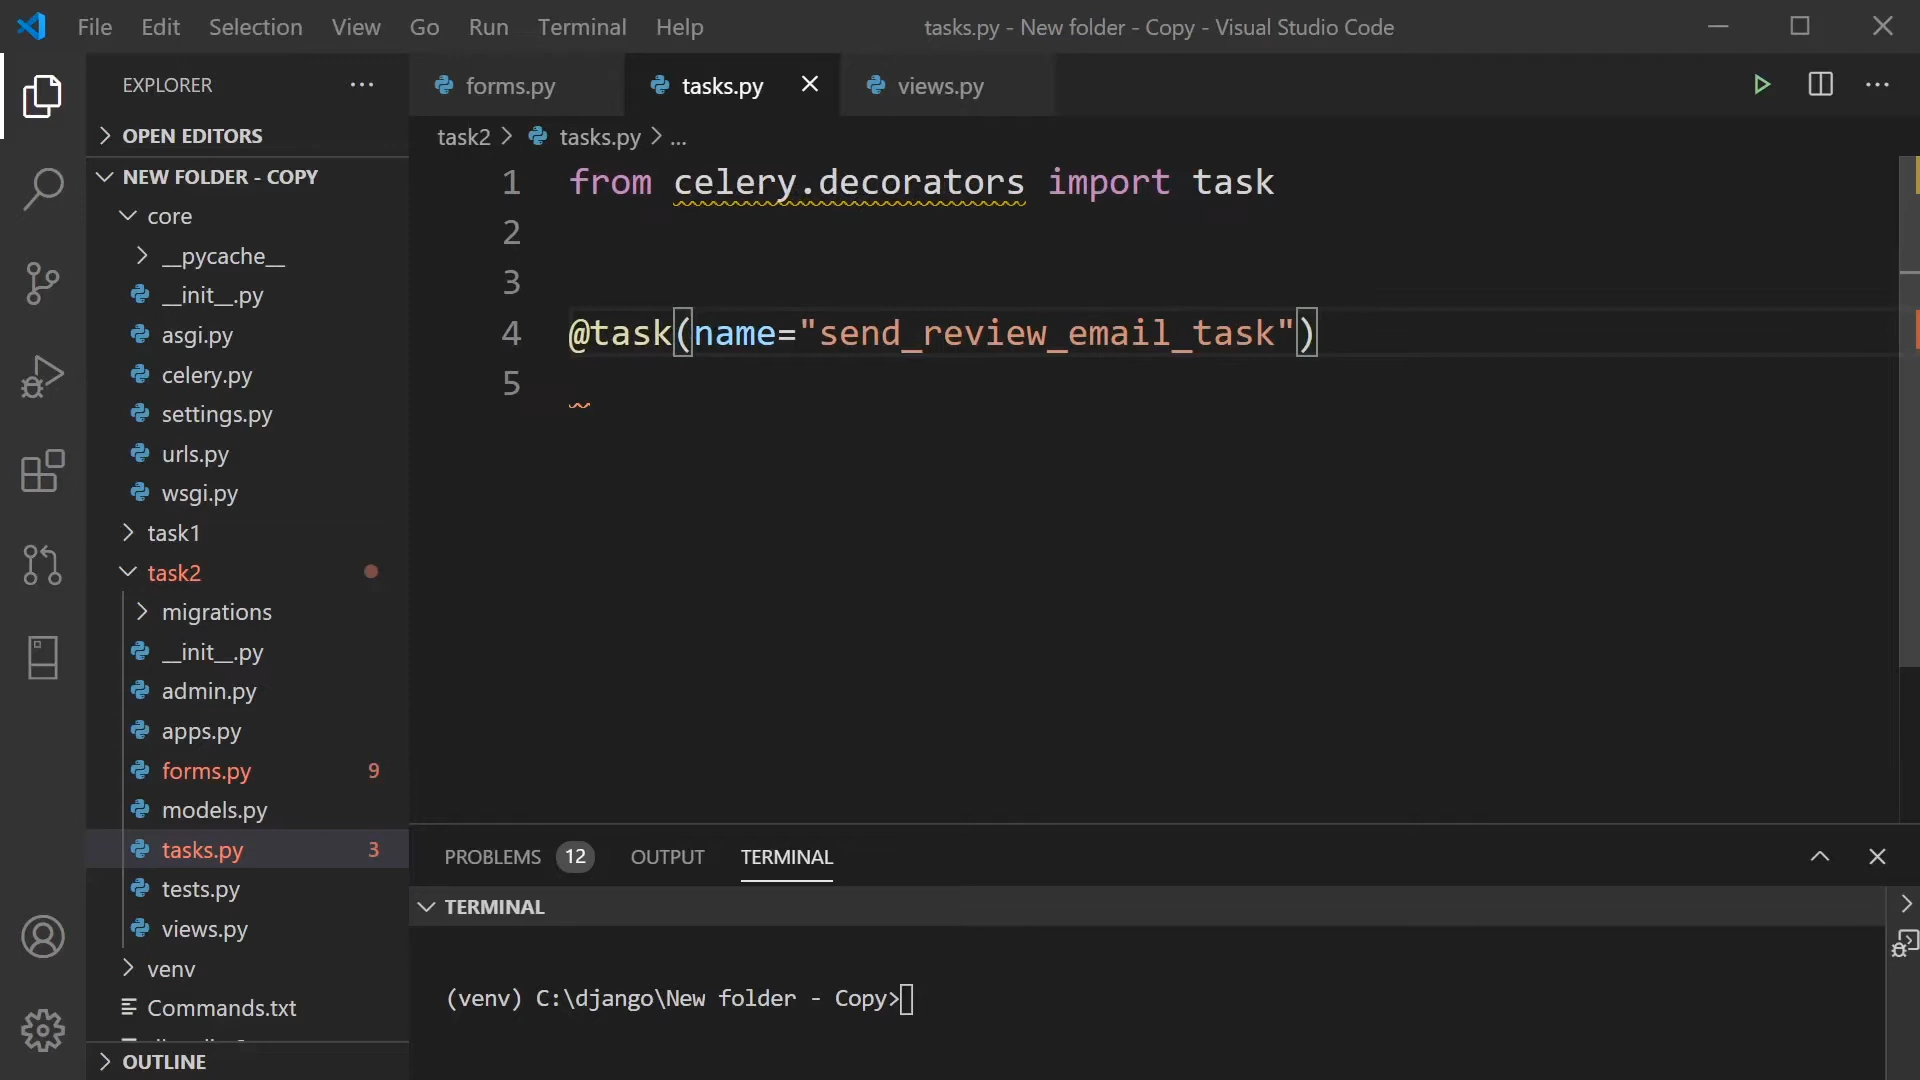 File Edit Selection View Go Run Terminal Help
tasks.py - New folder - Copy - Visual Studio Code
EXPLORER
OPEN EDITORS
NEW FOLDER - COPY
core
__pycache__
__init__.py
asgi.py
celery.py
settings.py
urls.py
wsgi.py
task1
task2
migrations
__init__.py
admin.py
apps.py
forms.py 9
models.py
tasks.py 3
tests.py
views.py
venv
Commands.txt
OUTLINE
forms.py tasks.py views.py
task2 > tasks.py > ...
1 from celery.decorators import task
2
3
4 @task(name="send_review_email_task")
5
PROBLEMS 12 OUTPUT TERMINAL
TERMINAL
(venv) C:\django\New folder - Copy>